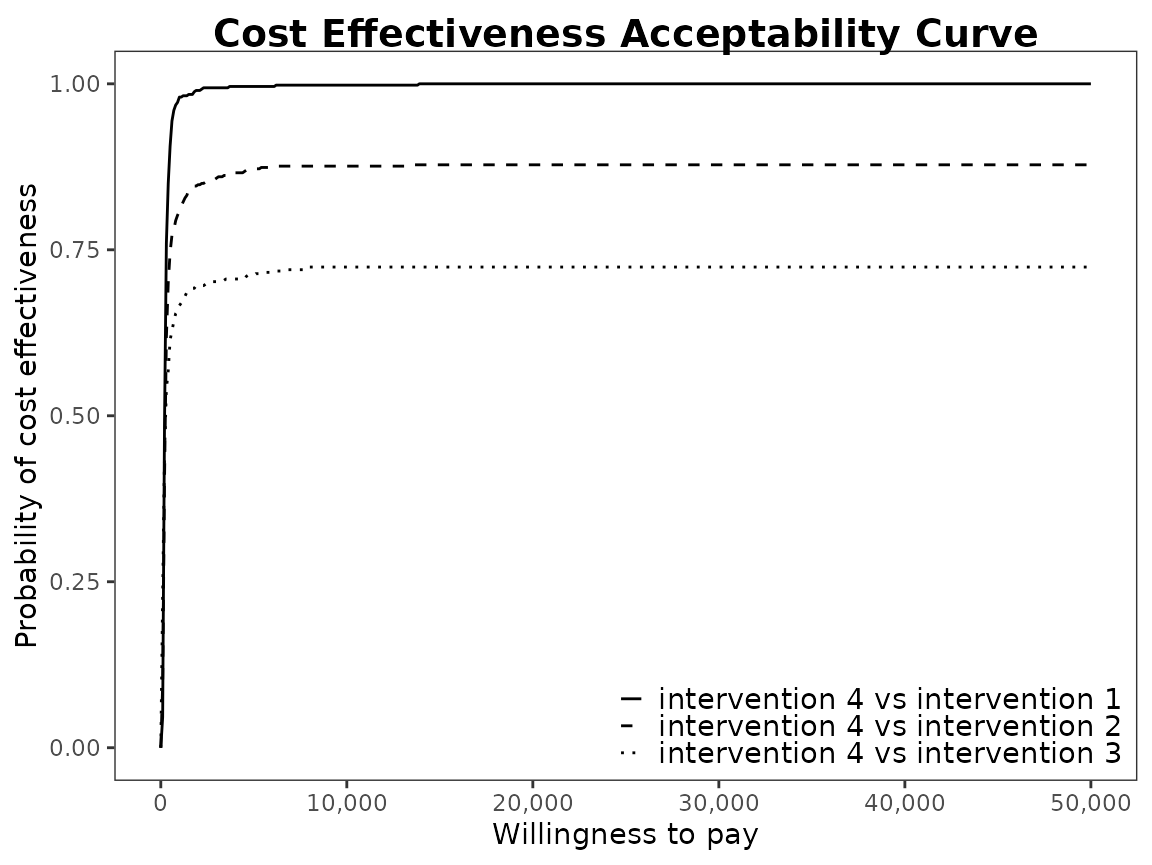 Cost Effectiveness Acceptability Curve
Probability of cost effectiveness
1.00
0.75
0.50
0.25
0.00
intervention 4 vs intervention 1
intervention 4 vs intervention 2
intervention 4 vs intervention 3
0
10,000
20,000
30,000
40,000
50,000
Willingness to pay